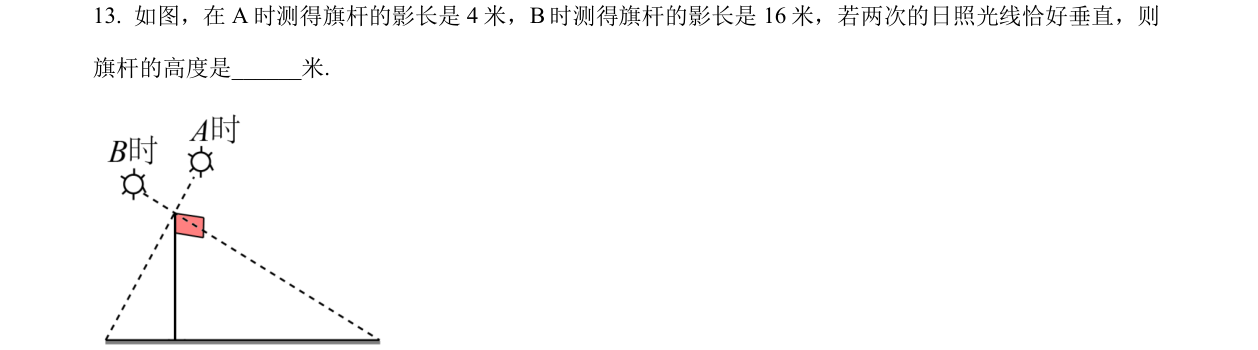 13. 如图，在 A 时测得旗杆的影长是 4 米，B 时测得旗杆的影长是 16 米，若两次的日照光线恰好垂直，则
旗杆的高度是______米.
A时
B时